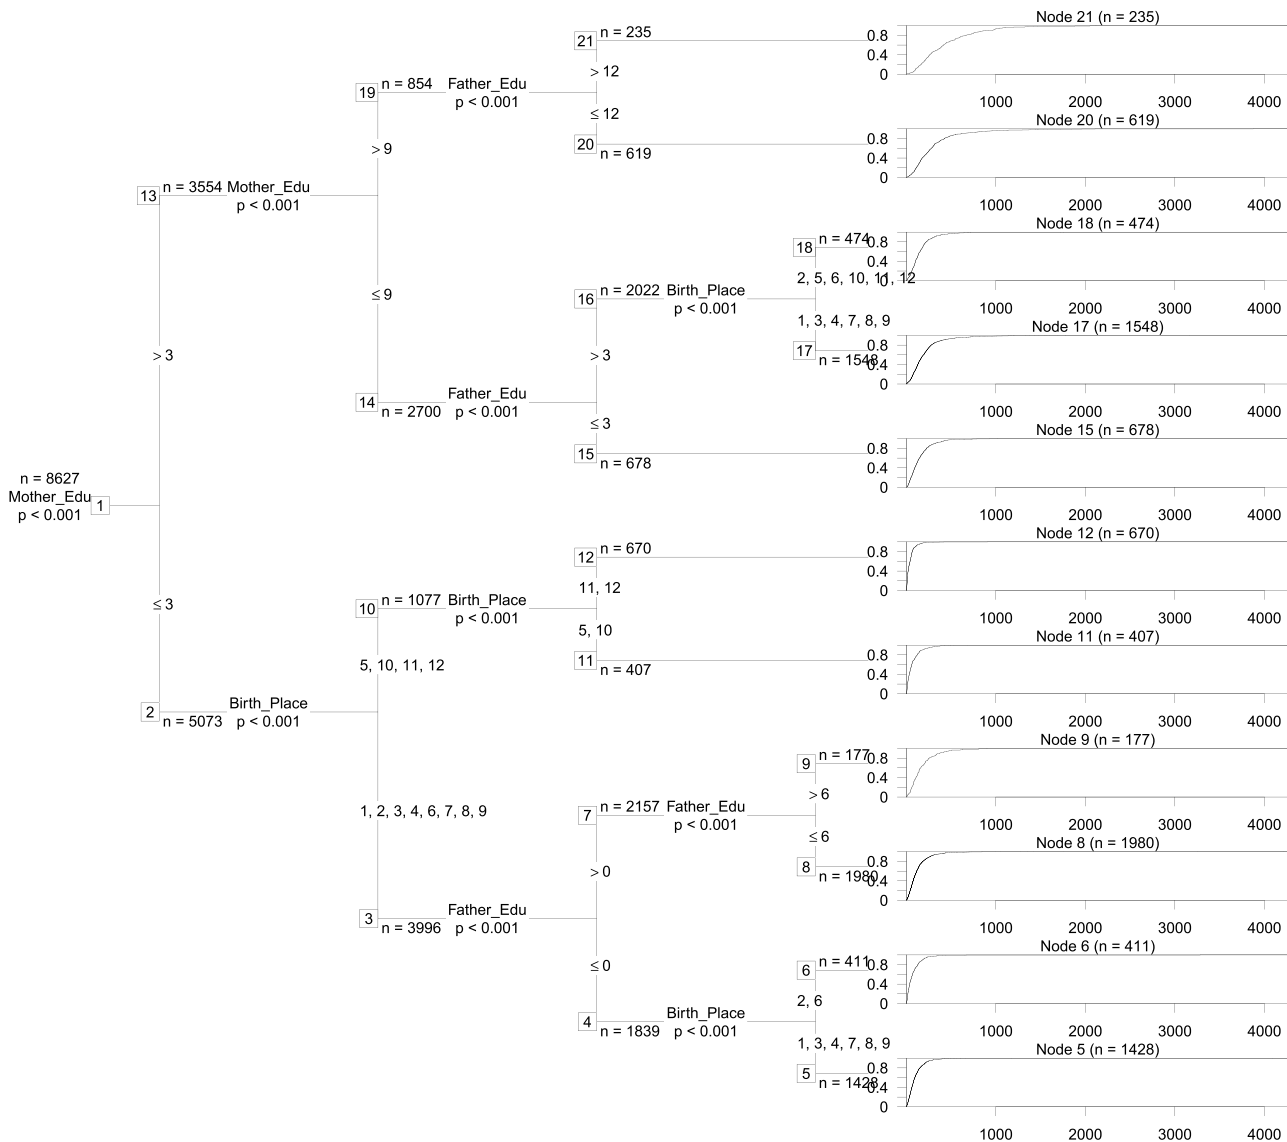 n = 8627
Mother_Edu
p < 0.001
1
> 3
≤ 3
13
n = 3554
Mother_Edu
p < 0.001
> 9
≤ 9
19
n = 854
Father_Edu
p < 0.001
> 12
≤ 12
21
n = 235
20
n = 619
14
n = 2700
Father_Edu
p < 0.001
> 3
≤ 3
16
n = 2022
Birth_Place
p < 0.001
18
n = 474
2, 5, 6, 10, 11, 12
1, 3, 4, 7, 8, 9
17
n = 1548
15
n = 678
2
n = 5073
Birth_Place
p < 0.001
5, 10, 11, 12
1, 2, 3, 4, 6, 7, 8, 9
10
n = 1077
Birth_Place
p < 0.001
12
n = 670
11, 12
5, 10
11
n = 407
3
n = 3996
Father_Edu
p < 0.001
> 0
≤ 0
7
n = 2157
Father_Edu
p < 0.001
9
n = 177
> 6
≤ 6
8
n = 1980
4
n = 1839
Birth_Place
p < 0.001
6
n = 411
2, 6
1, 3, 4, 7, 8, 9
5
n = 1428
Node 21 (n = 235)
0.8
0.4
0
1000 2000 3000 4000
Node 20 (n = 619)
0.8
0.4
0
1000 2000 3000 4000
Node 18 (n = 474)
0.8
0.4
0
1000 2000 3000 4000
Node 17 (n = 1548)
0.8
0.4
0
1000 2000 3000 4000
Node 15 (n = 678)
0.8
0.4
0
1000 2000 3000 4000
Node 12 (n = 670)
0.8
0.4
0
1000 2000 3000 4000
Node 11 (n = 407)
0.8
0.4
0
1000 2000 3000 4000
Node 9 (n = 177)
0.8
0.4
0
1000 2000 3000 4000
Node 8 (n = 1980)
0.8
0.4
0
1000 2000 3000 4000
Node 6 (n = 411)
0.8
0.4
0
1000 2000 3000 4000
Node 5 (n = 1428)
0.8
0.4
0
1000 2000 3000 4000